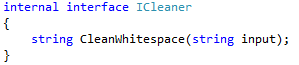 internal interface ICleaner
{
    string CleanWhitespace(string input);
}